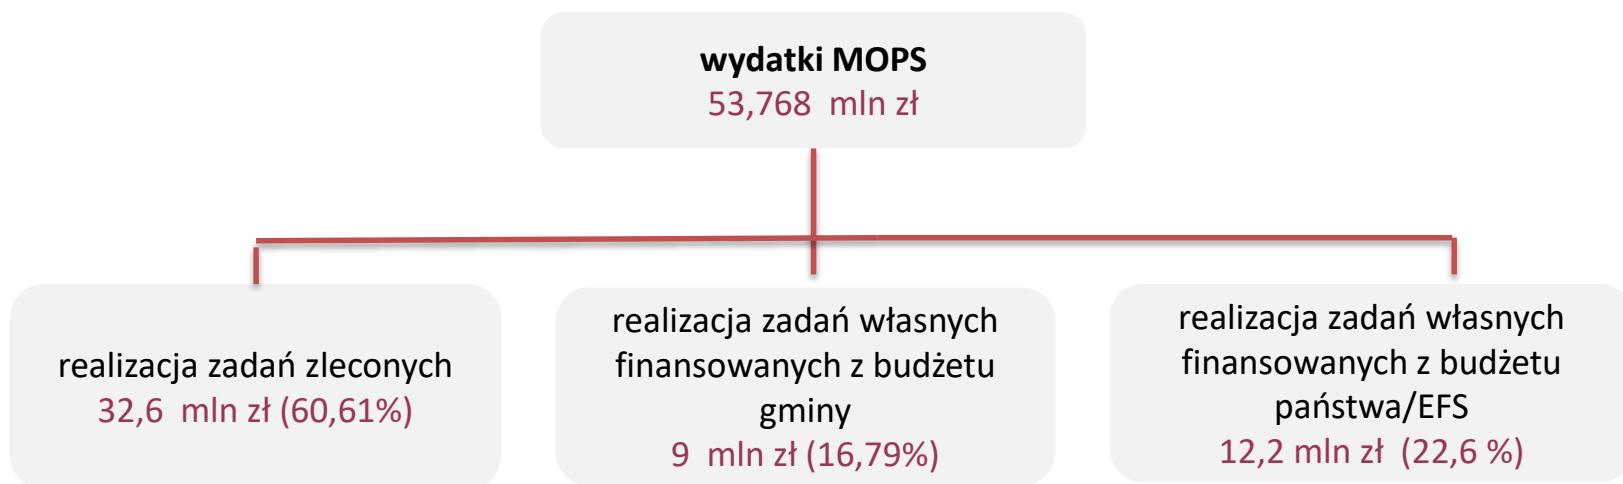 wydatki MOPS
53,768 mln zł
realizacja zadań zleconych
32,6 mln zł (60,61%)
realizacja zadań własnych
finansowanych z budżetu
gminy
9 mln zł (16,79%)
realizacja zadań własnych
finansowanych z budżetu
państwa/EFS
12,2 mln zł (22,6 %)